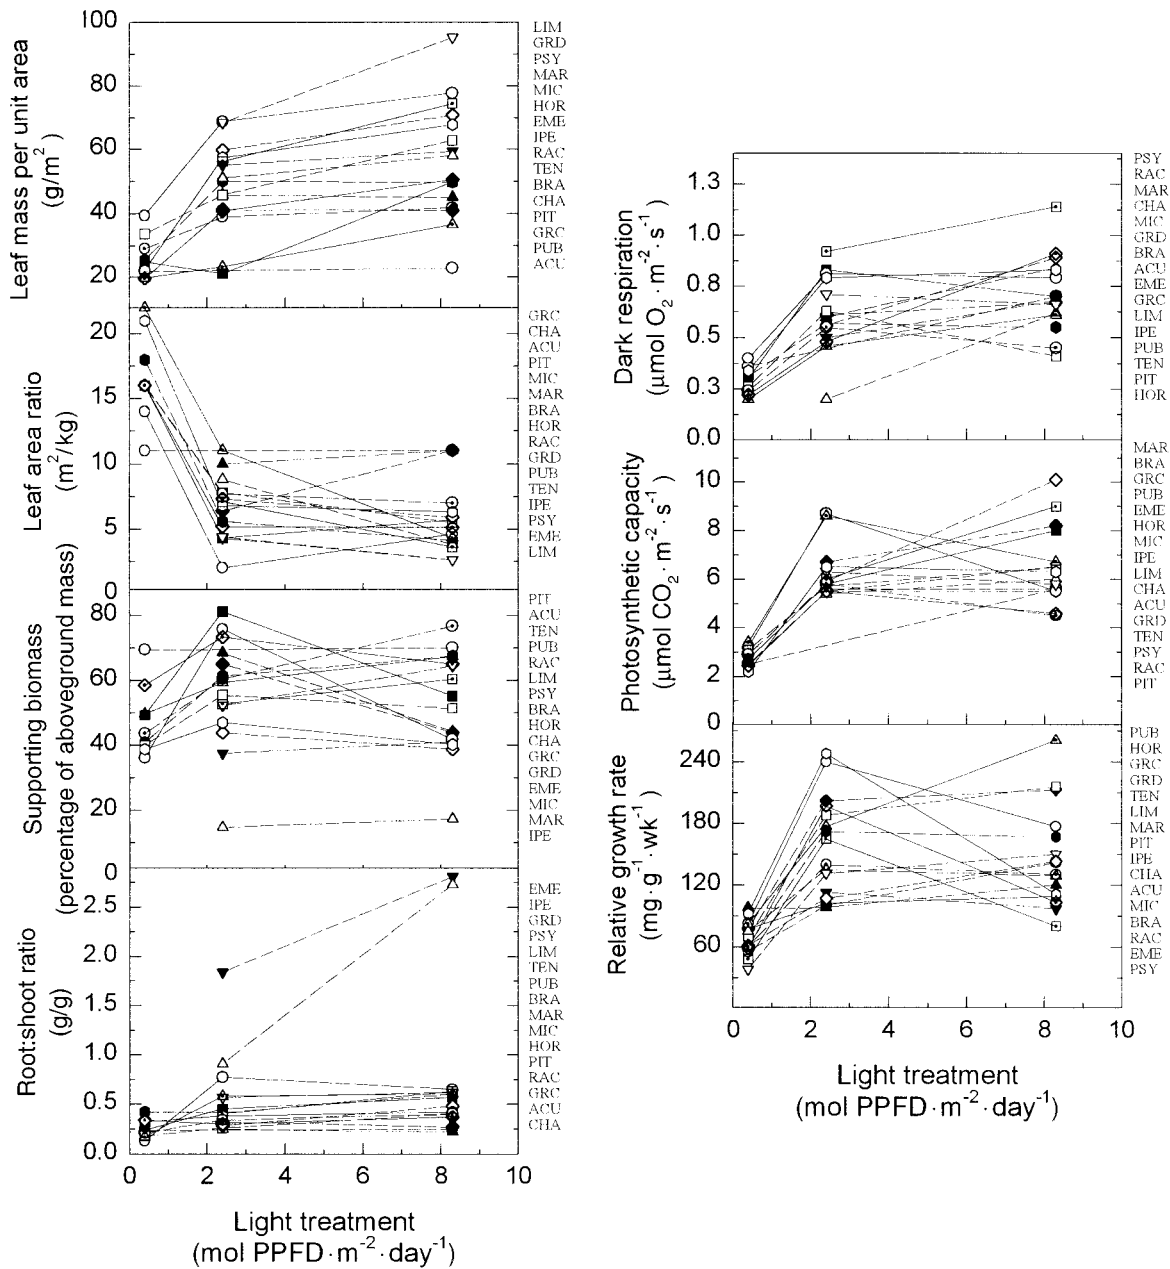 Leaf mass per unit area
(g/m²)
100
80
60
40
20
LIM
GRD
PSY
MAR
MIC
HOR
EME
IPE
RAC
TEN
BRA
CHA
PIT
GRC
PUB
ACU
Leaf area ratio
(m²/kg)
20
15
10
5
0
GRC
CHA
ACU
PIT
MIC
MAR
BRA
HOR
RAC
GRD
PUB
TEN
IPE
PSY
EME
LIM
Supporting biomass
(percentage of aboveground mass)
80
60
40
20
0
PIT
ACU
TEN
PUB
RAC
LIM
PSY
BRA
HOR
CHA
GRC
GRD
EME
MIC
MAR
IPE
Root:shoot ratio
(g/g)
2.5
2.0
1.5
1.0
0.5
0.0
EME
IPE
GRD
PSY
LIM
TEN
PUB
BRA
MAR
MIC
HOR
PIT
RAC
GRC
ACU
CHA
0 2 4 6 8 10
Light treatment
(mol PPFD·m⁻²·day⁻¹)
Dark respiration
(μmol O₂·m⁻²·s⁻¹)
1.3
1.0
0.8
0.5
0.3
0.0
PSY
RAC
MAR
CHA
MIC
GRD
BRA
ACU
EME
GRC
LIM
IPE
PUB
TEN
PIT
HOR
Photosynthetic capacity
(μmol CO₂·m⁻²·s⁻¹)
10
8
6
4
2
0
MAR
BRA
GRC
PUB
EME
HOR
MIC
IPE
LIM
CHA
ACU
GRD
TEN
PSY
RAC
PIT
Relative growth rate
(mg·g⁻¹·wk⁻¹)
240
180
120
60
PUB
HOR
GRC
GRD
TEN
LIM
MAR
PIT
IPE
CHA
ACU
MIC
BRA
RAC
EME
PSY
0 2 4 6 8 10
Light treatment
(mol PPFD·m⁻²·day⁻¹)